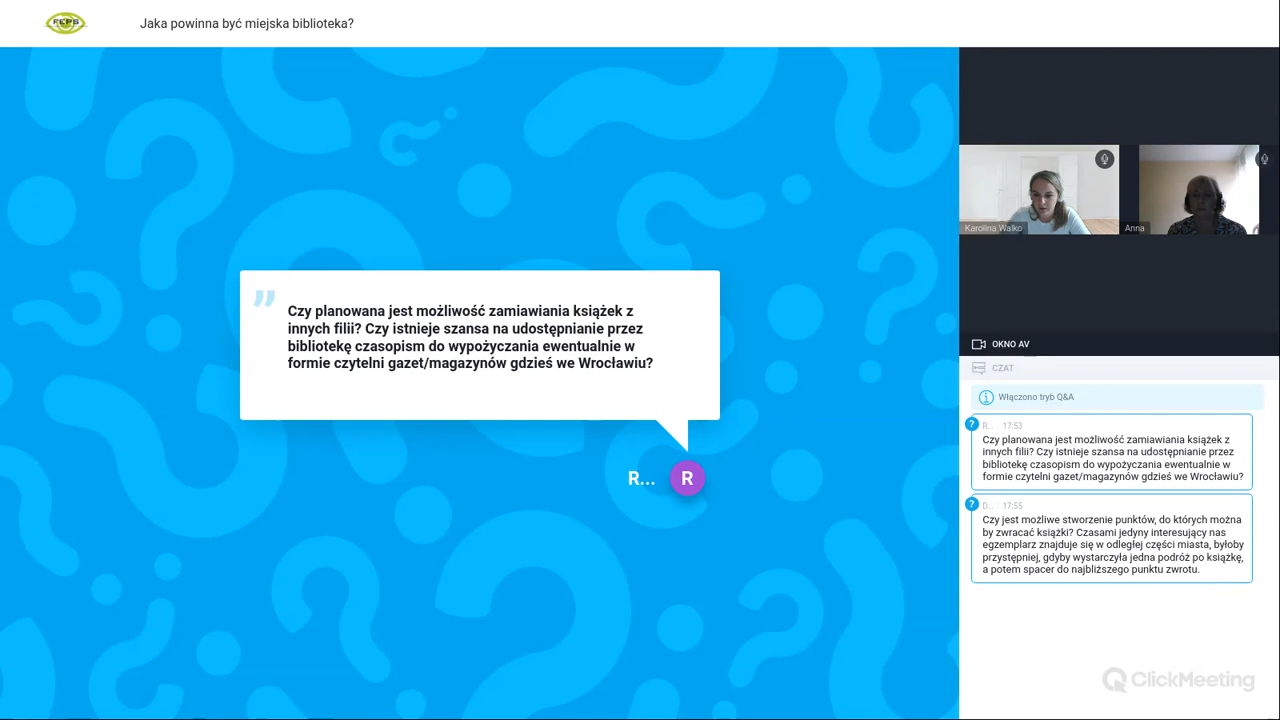 FEPS
Jaka powinna być miejska biblioteka?
Czy planowana jest możliwość zamiawiania książek z
innych filii? Czy istnieje szansa na udostępnianie przez
bibliotekę czasopism do wypożyczania ewentualnie w
formie czytelni gazet/magazynów gdzieś we Wrocławiu?
R...
R
Karolina Walko
Anna
OKNO AV
CZAT
Włączono tryb Q&A
R... · 17:53
Czy planowana jest możliwość zamiawiania książek z
innych filii? Czy istnieje szansa na udostępnianie przez
bibliotekę czasopism do wypożyczania ewentualnie w
formie czytelni gazet/magazynów gdzieś we Wrocławiu?
D... · 17:55
Czy jest możliwe stworzenie punktów, do których można
by zwracać książki? Czasami jedyny interesujący nas
egzemplarz znajduje się w odległej części miasta, byłoby
przystępniej, gdyby wystarczyła jedna podróż po książkę,
a potem spacer do najbliższego punktu zwrotu.
ClickMeeting